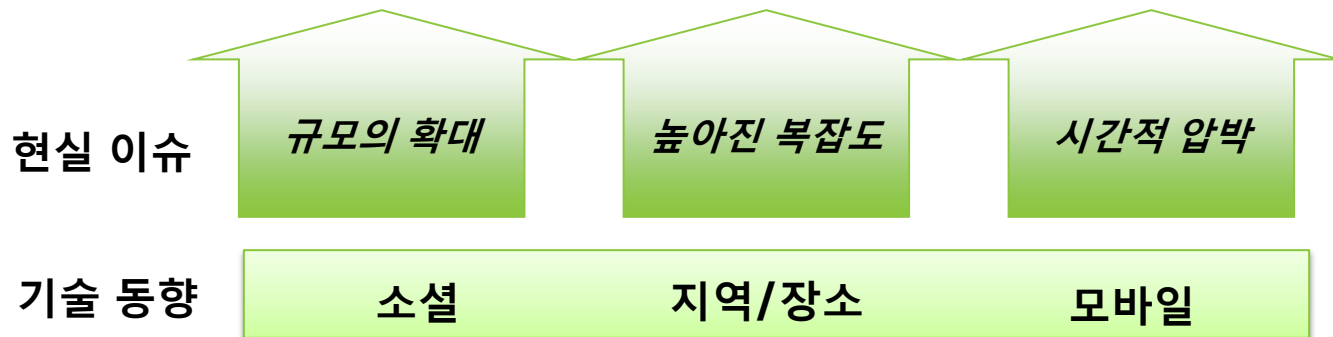 현실 이슈 규모의 확대 높아진 복잡도 시간적 압박
기술 동향 소셜 지역/장소 모바일